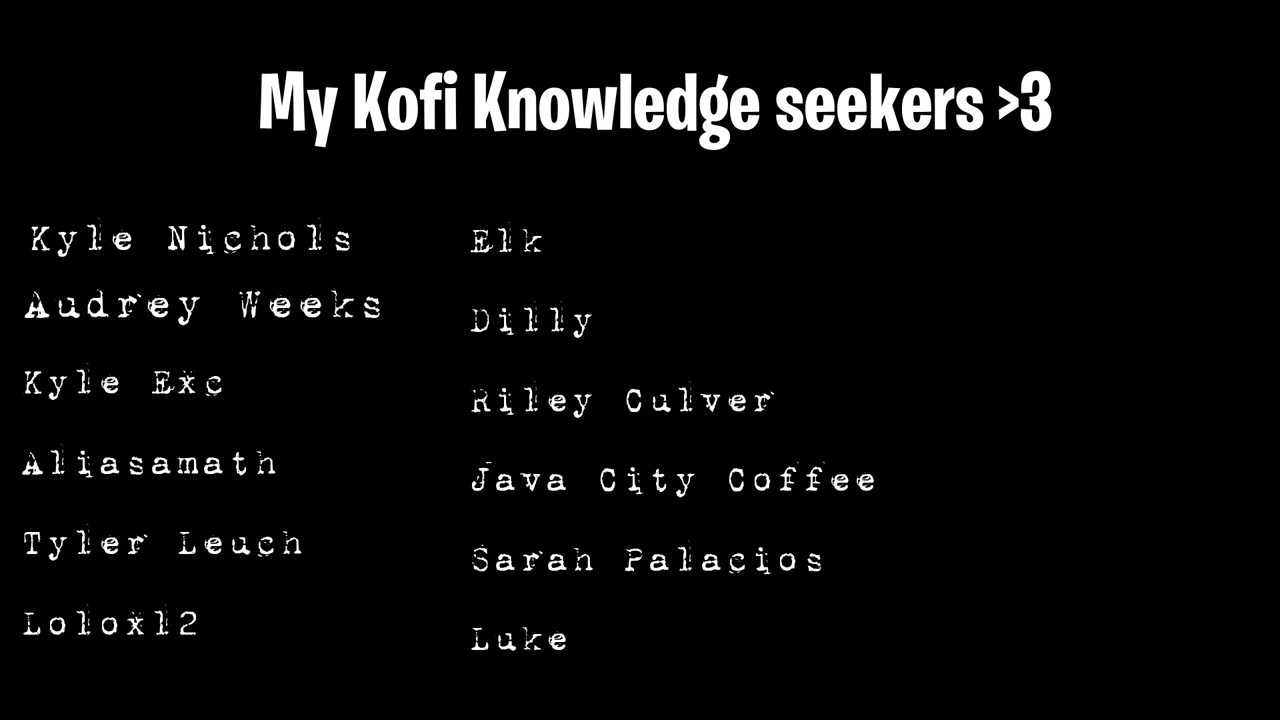 My Kofi Knowledge seekers >3
Kyle Nichols
Audrey Weeks
Kyle Exc
Aliasamath
Tyler Leuch
Lolox12
Elk
Dilly
Riley Culver
Java City Coffee
Sarah Palacios
Luke